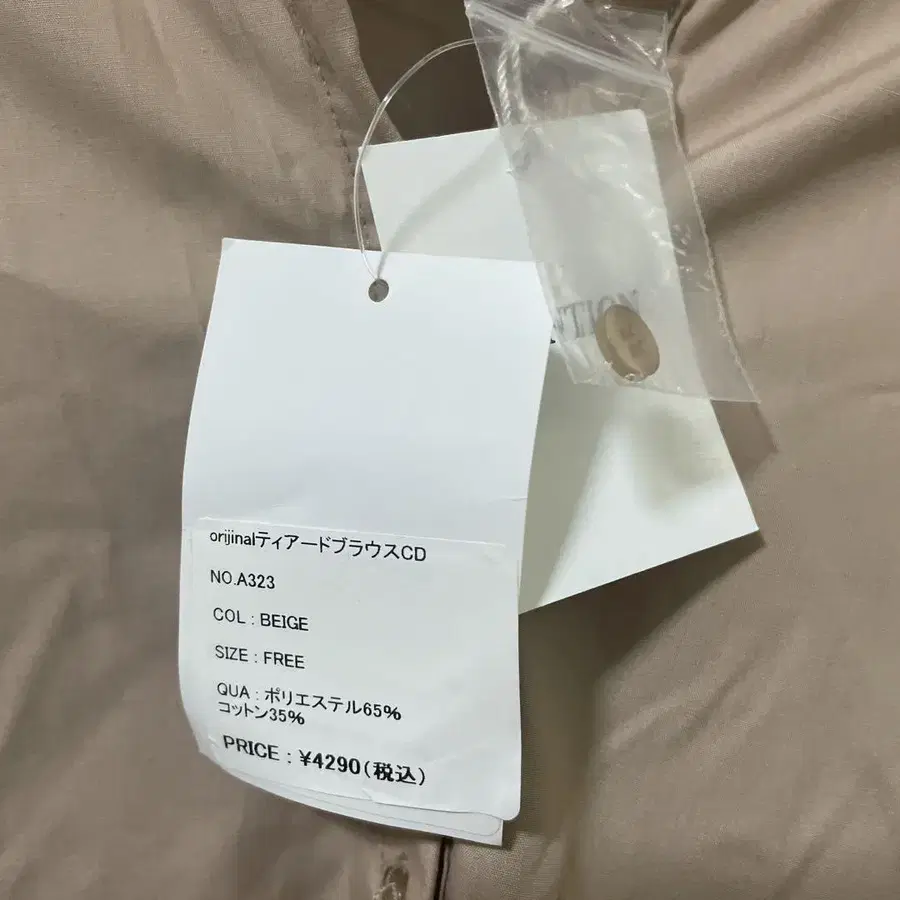 orijinalティアードブラウスCD
NO.A323
COL : BEIGE
SIZE : FREE
QUA : ポリエステル65%
コットン35%
PRICE : ¥4290(税込)